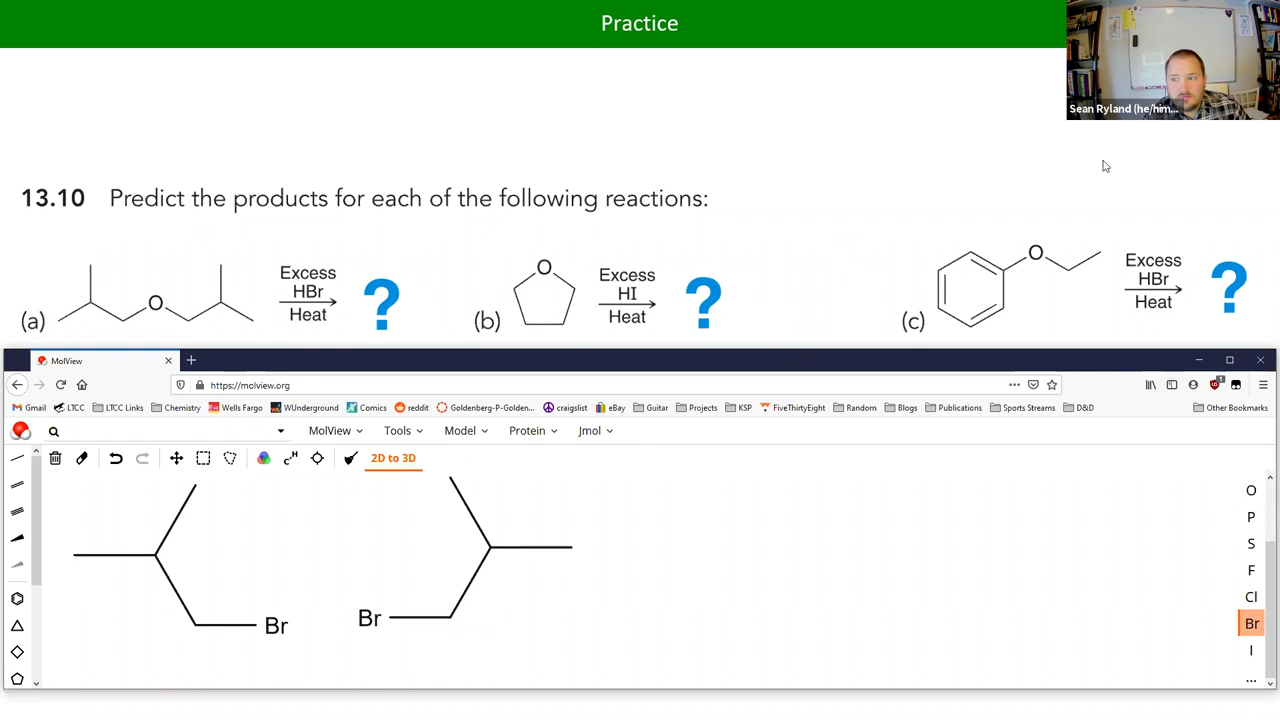 Practice
Sean Ryland (he/him...
13.10 Predict the products for each of the following reactions:
(a) O Excess HBr Heat ?
(b) O Excess HI Heat ?
(c) O Excess HBr Heat ?
MolView
https://molview.org
Gmail LTCC LTCC Links Chemistry Wells Fargo WUnderground Comics reddit Goldenberg-P-Golden... craigslist eBay Guitar Projects KSP FiveThirtyEight Random Blogs Publications Sports Streams D&D Other Bookmarks
MolView Tools Model Protein Jmol
2D to 3D
Br Br
O
P
S
F
Cl
Br
I
...